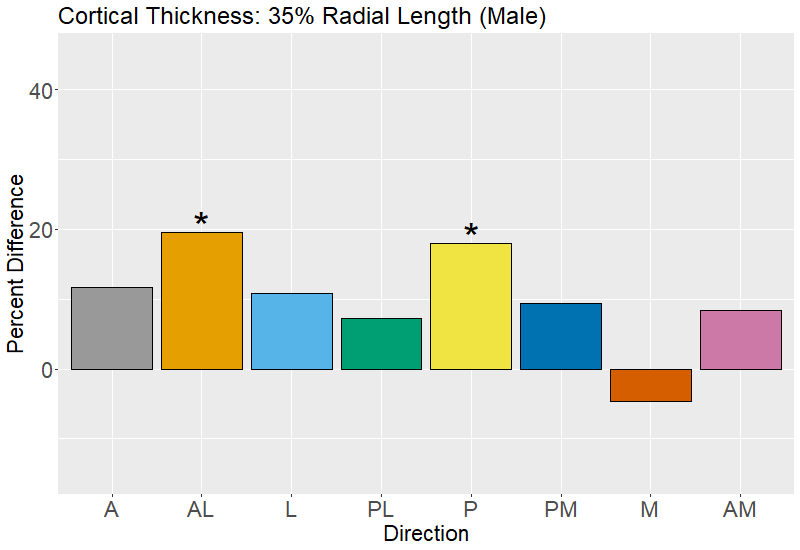 Cortical Thickness: 35% Radial Length (Male)
Percent Difference
40
20
0
*
*
A AL L PL P PM M AM
Direction